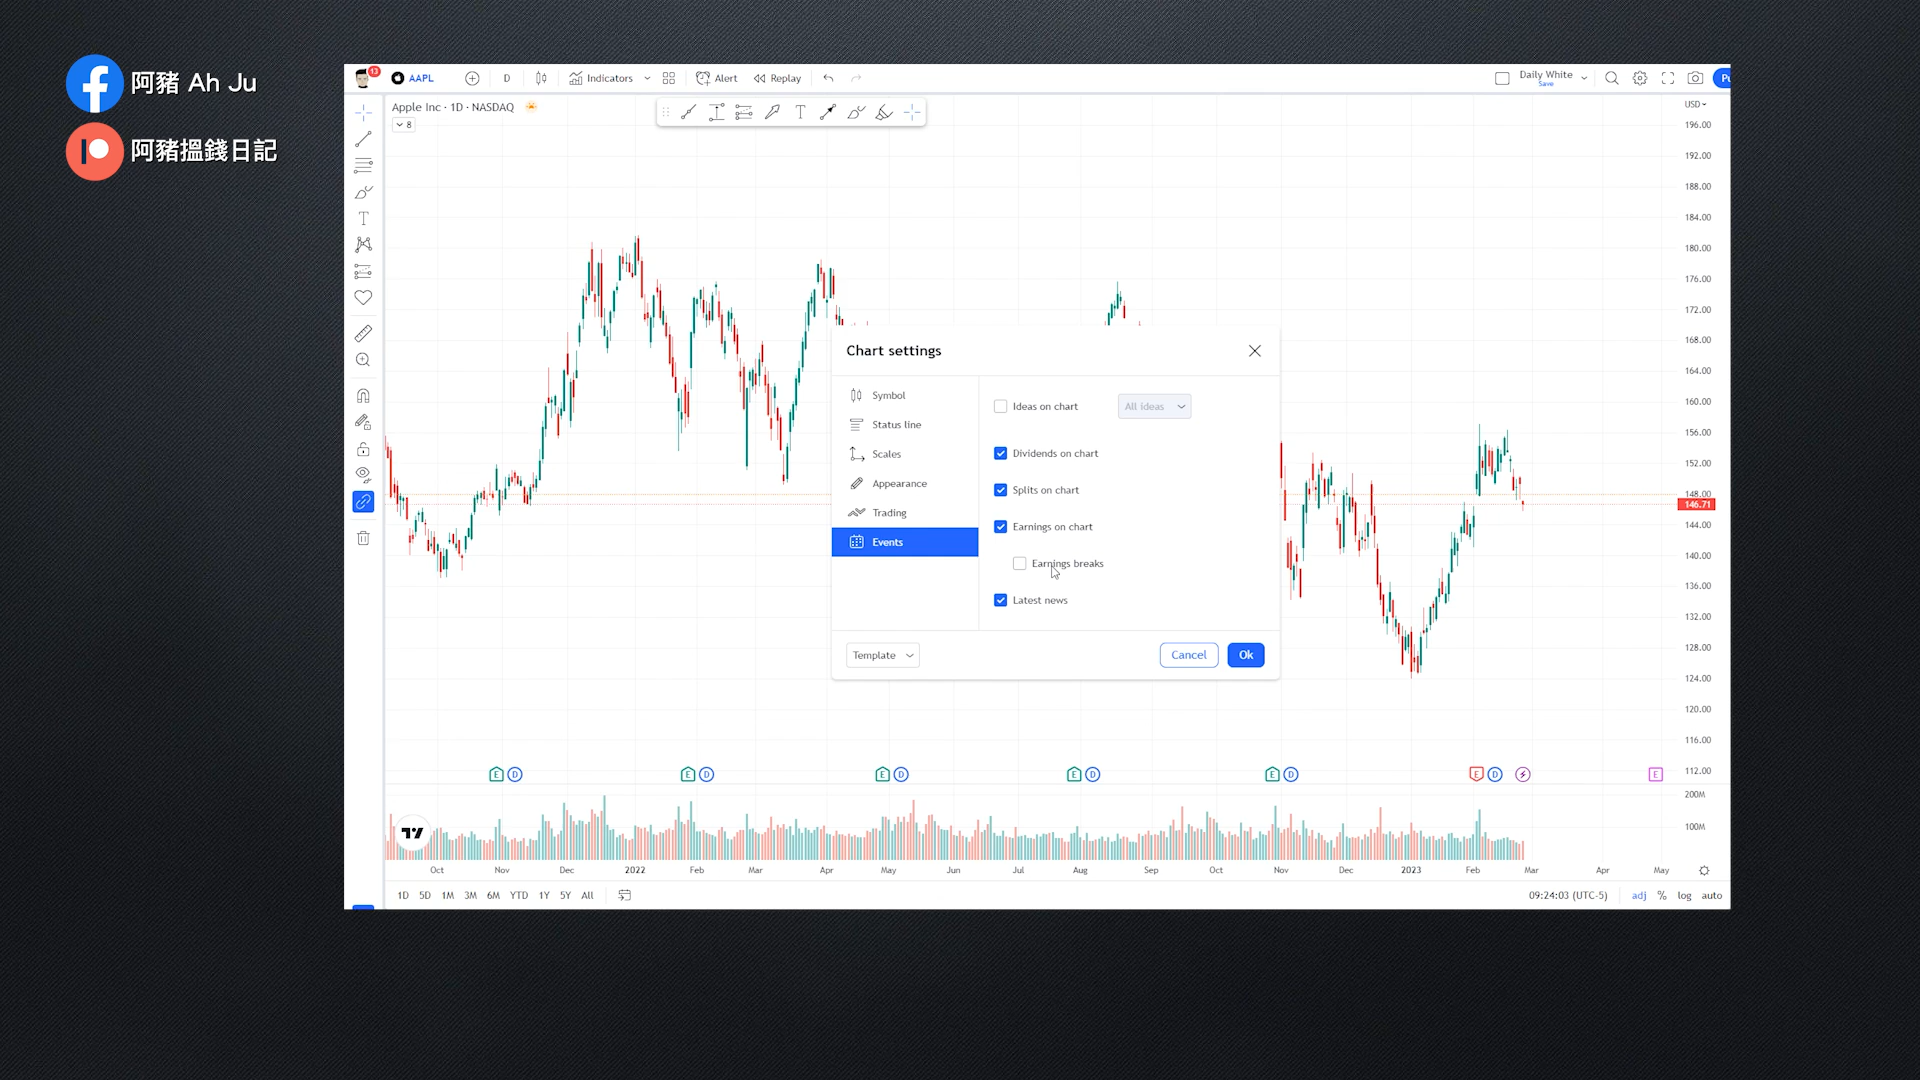 阿豬 Ah Ju
阿豬搵錢日記
13
AAPL
D
Indicators
Alert
Replay
Daily White
Save
Pu
Apple Inc · 1D · NASDAQ
8
USD
196.00
192.00
188.00
184.00
180.00
176.00
172.00
168.00
164.00
160.00
156.00
152.00
148.00
146.71
144.00
140.00
136.00
132.00
128.00
124.00
120.00
116.00
112.00
200M
100M
Chart settings
Symbol
Status line
Scales
Appearance
Trading
Events
Ideas on chart
All ideas
Dividends on chart
Splits on chart
Earnings on chart
Earnings breaks
Latest news
Template
Cancel
Ok
E D E D E D E D E D E D E
Oct Nov Dec 2022 Feb Mar Apr May Jun Jul Aug Sep Oct Nov Dec 2023 Feb Mar Apr May
1D 5D 1M 3M 6M YTD 1Y 5Y All
09:24:03 (UTC-5)
adj % log auto